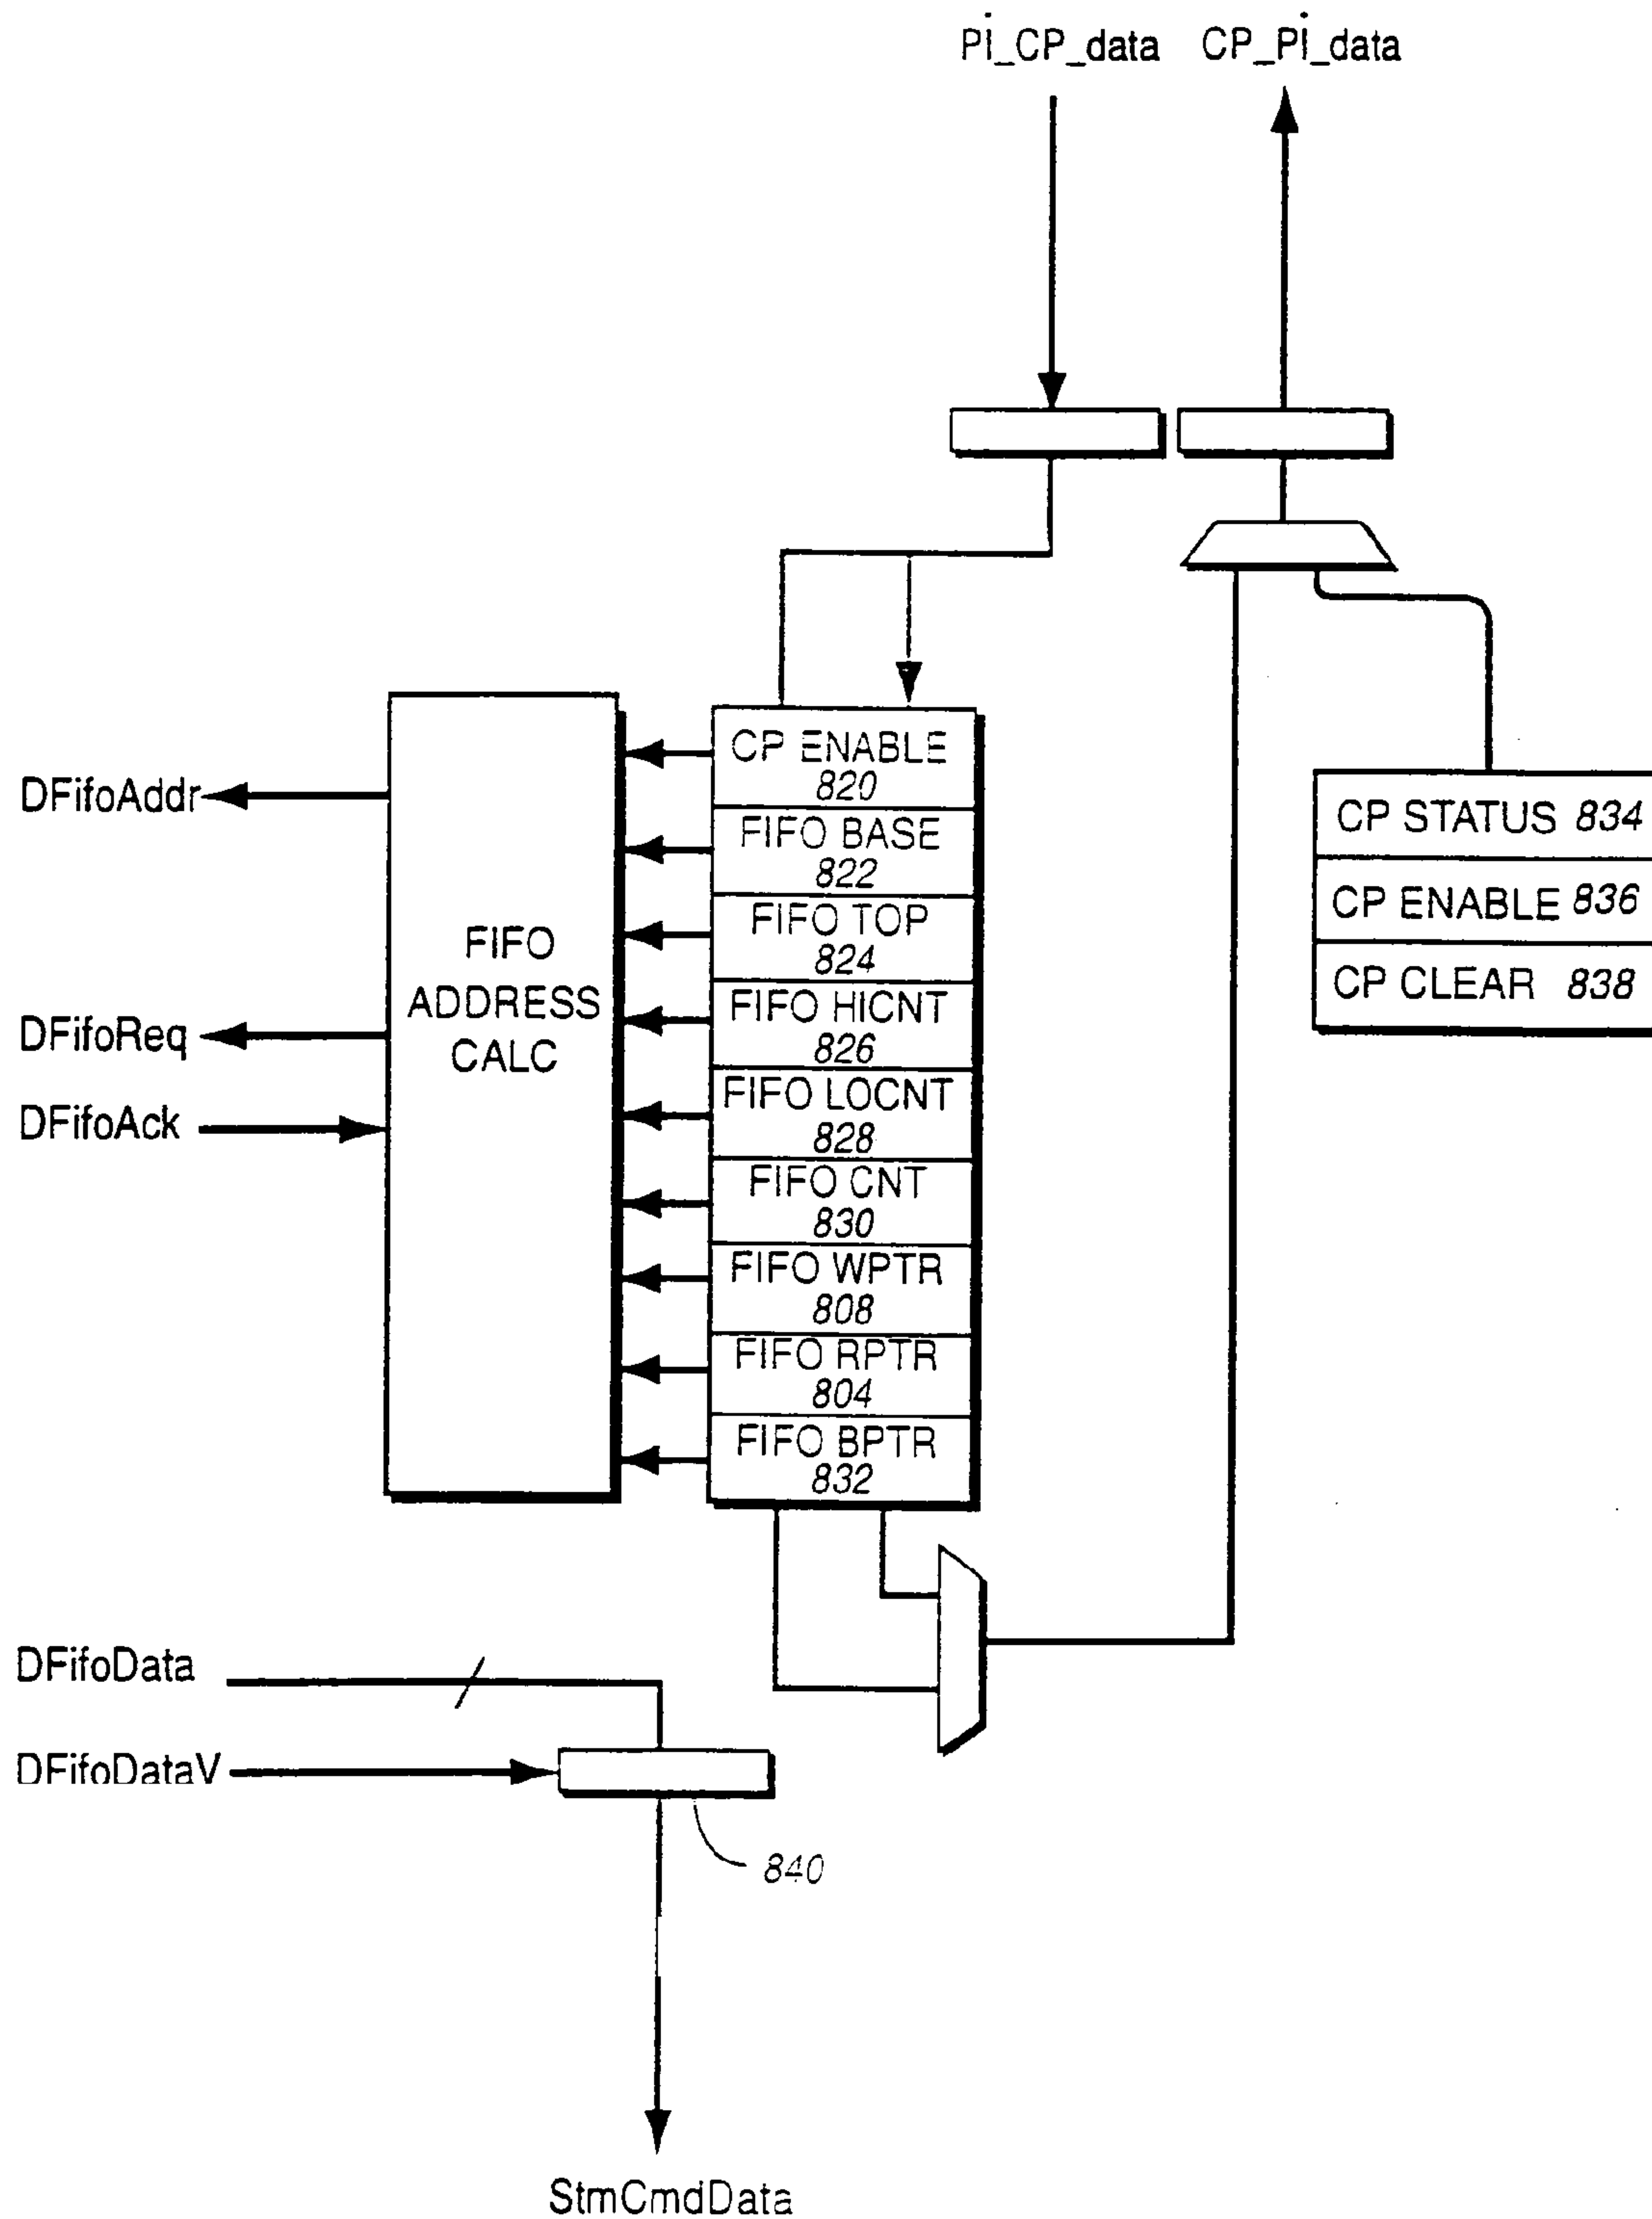 Pi_CP_data CP_Pi_data
DFifoAddr
DFifoReq
DFifoAck
FIFO
ADDRESS
CALC
CP ENABLE
820
FIFO BASE
822
FIFO TOP
824
FIFO HICNT
826
FIFO LOCNT
828
FIFO CNT
830
FIFO WPTR
808
FIFO RPTR
804
FIFO BPTR
832
CP STATUS 834
CP ENABLE 836
CP CLEAR 838
DFifoData
DFifoDataV
840
StmCmdData